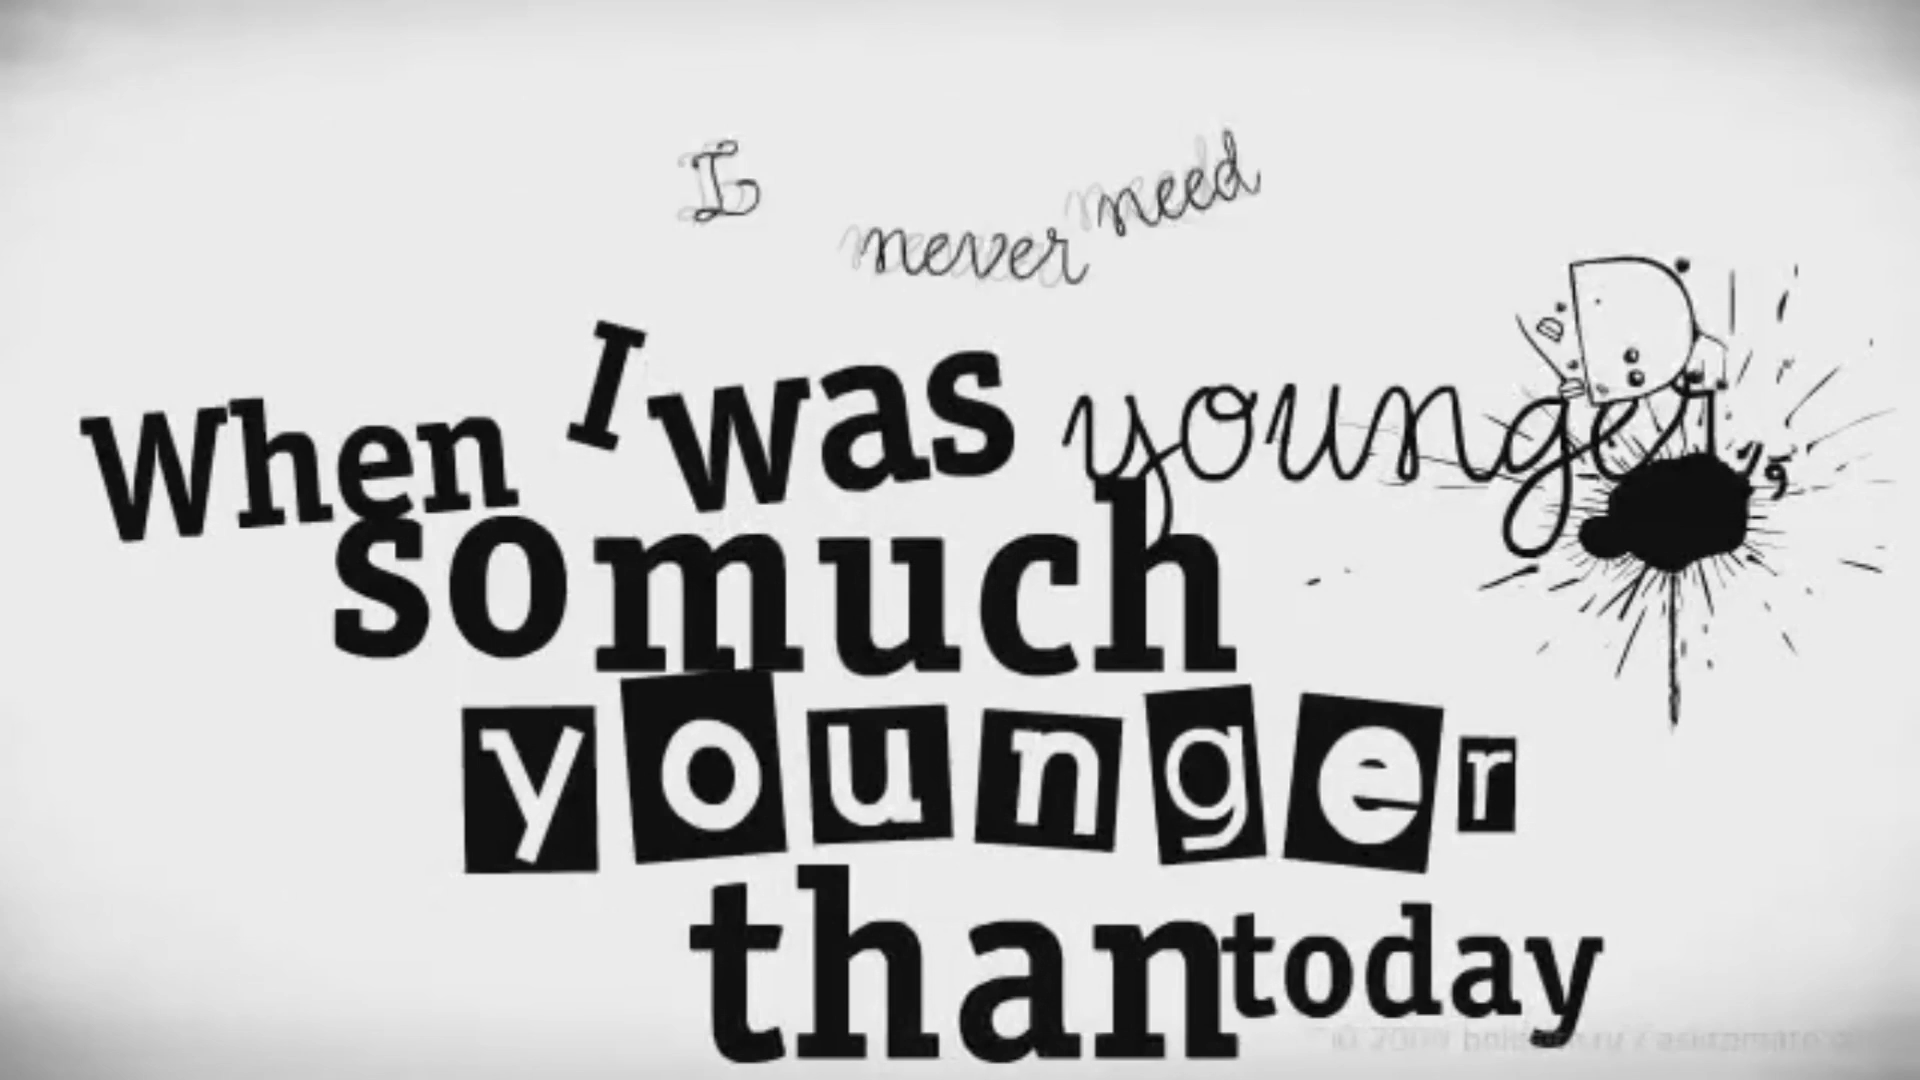 I never need
When I was younger
so much
younger
than today